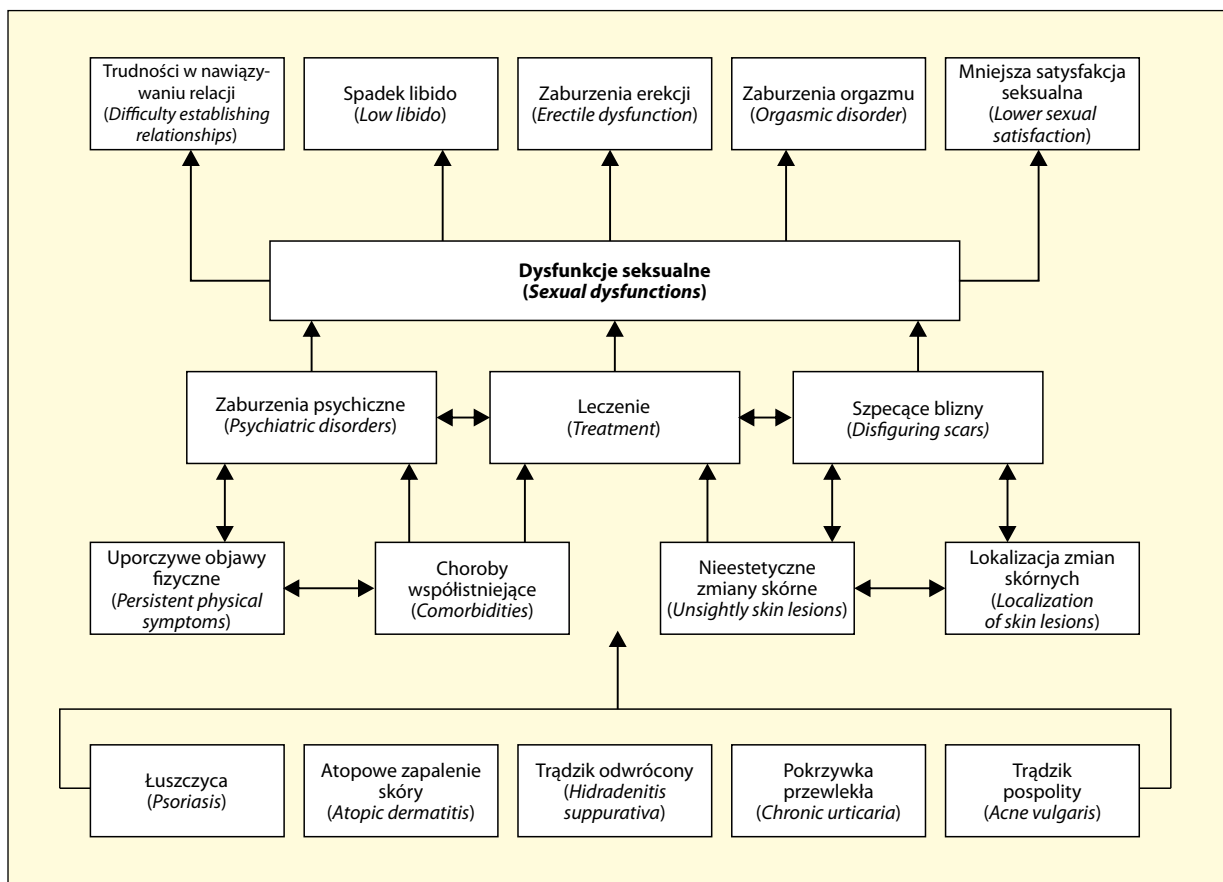 Trudności w nawiązy-
waniu relacji
(Difficulty establishing
relationships)
Spadek libido
(Low libido)
Zaburzenia erekcji
(Erectile dysfunction)
Zaburzenia orgazmu
(Orgasmic disorder)
Mniejsza satysfakcja
seksualna
(Lower sexual
satisfaction)
Dysfunkcje seksualne
(Sexual dysfunctions)
Zaburzenia psychiczne
(Psychiatric disorders)
Leczenie
(Treatment)
Szpecące blizny
(Disfiguring scars)
Uporczywe objawy
fizyczne
(Persistent physical
symptoms)
Choroby
współistniejące
(Comorbidities)
Nieestetyczne
zmiany skórne
(Unsightly skin lesions)
Lokalizacja zmian
skórnych
(Localization
of skin lesions)
Łuszczyca
(Psoriasis)
Atopowe zapalenie
skóry
(Atopic dermatitis)
Trądzik odwrócony
(Hidradenitis
suppurativa)
Pokrzywka
przewlekła
(Chronic urticaria)
Trądzik
pospolity
(Acne vulgaris)